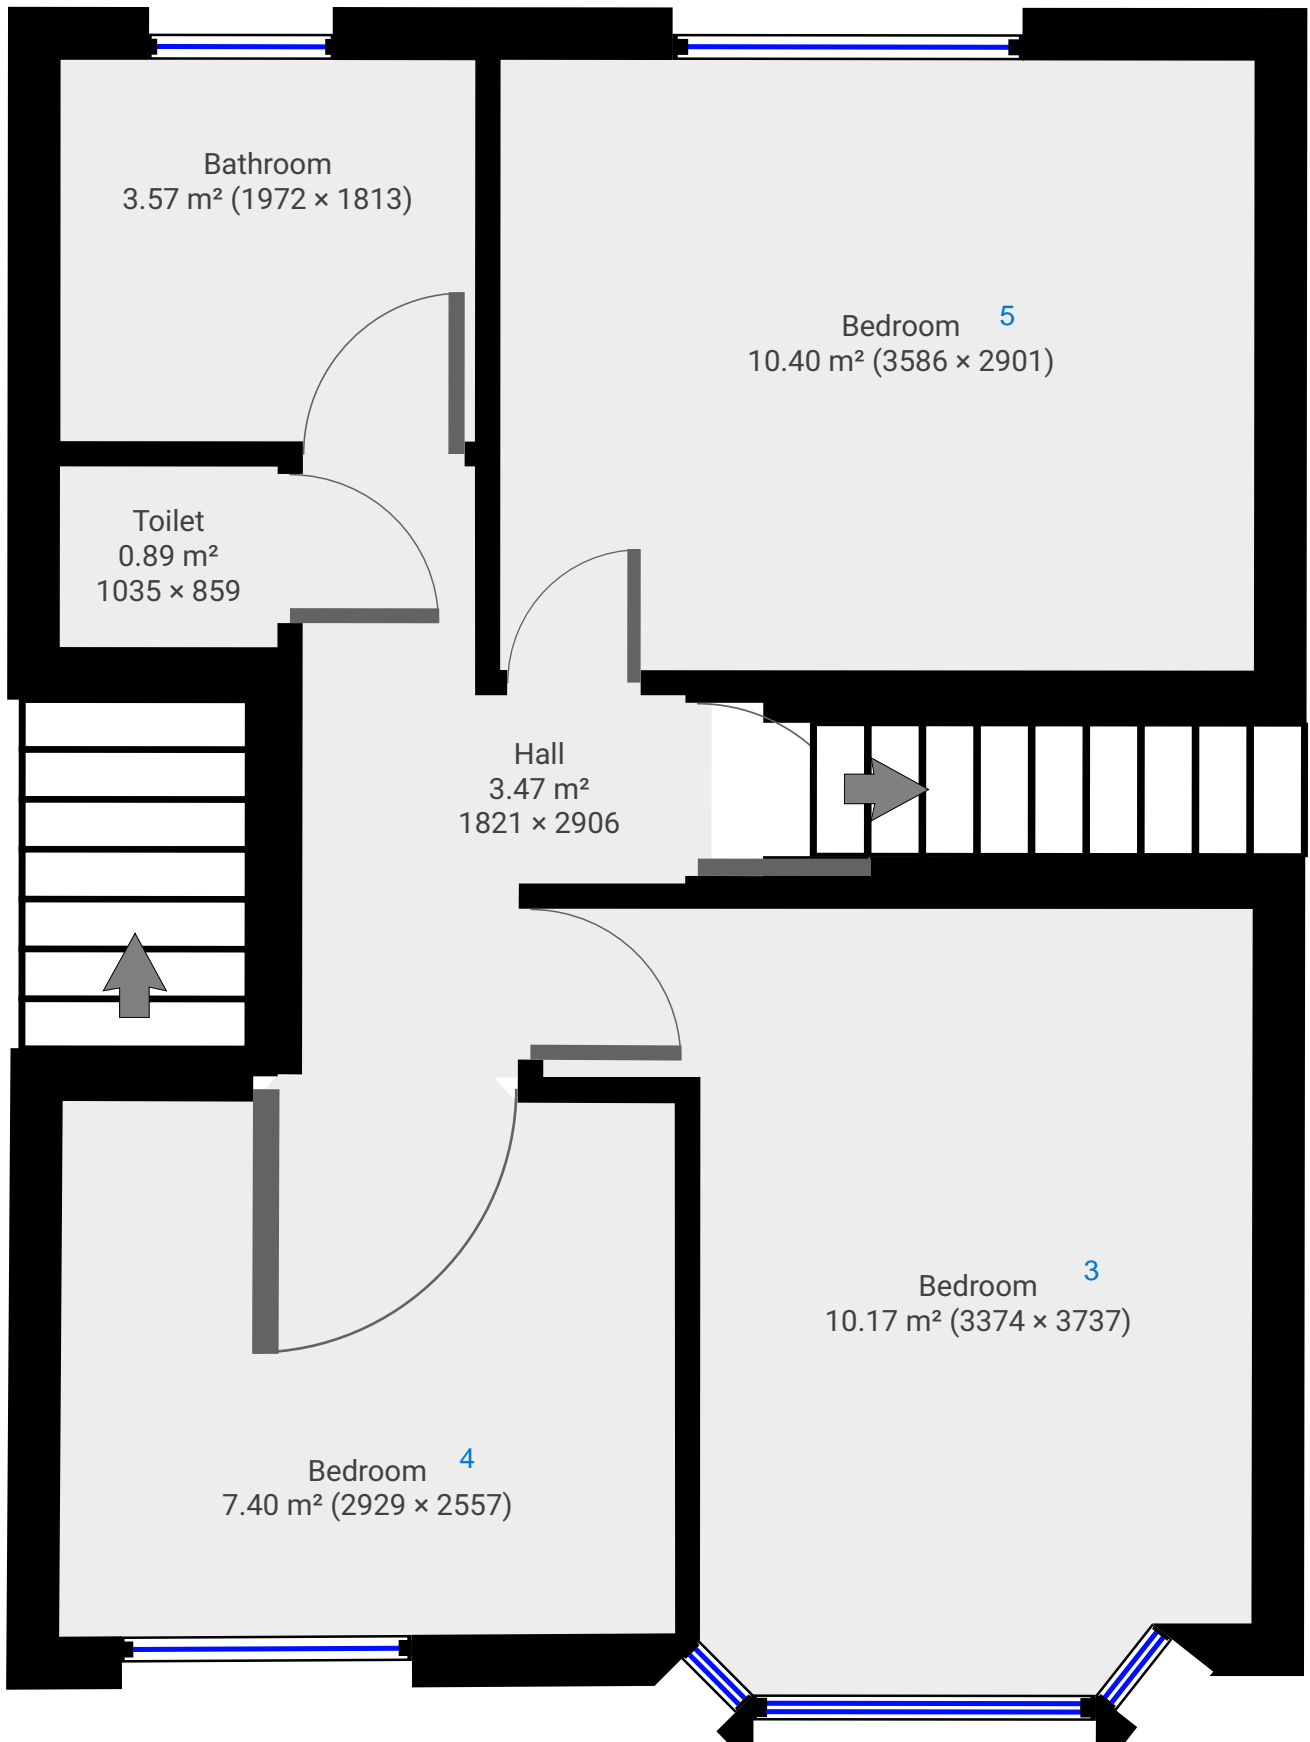 Bathroom
3.57 m² (1972 × 1813)
Bedroom 5
10.40 m² (3586 × 2901)
Toilet
0.89 m²
1035 × 859
Hall
3.47 m²
1821 × 2906
Bedroom 3
10.17 m² (3374 × 3737)
Bedroom 4
7.40 m² (2929 × 2557)